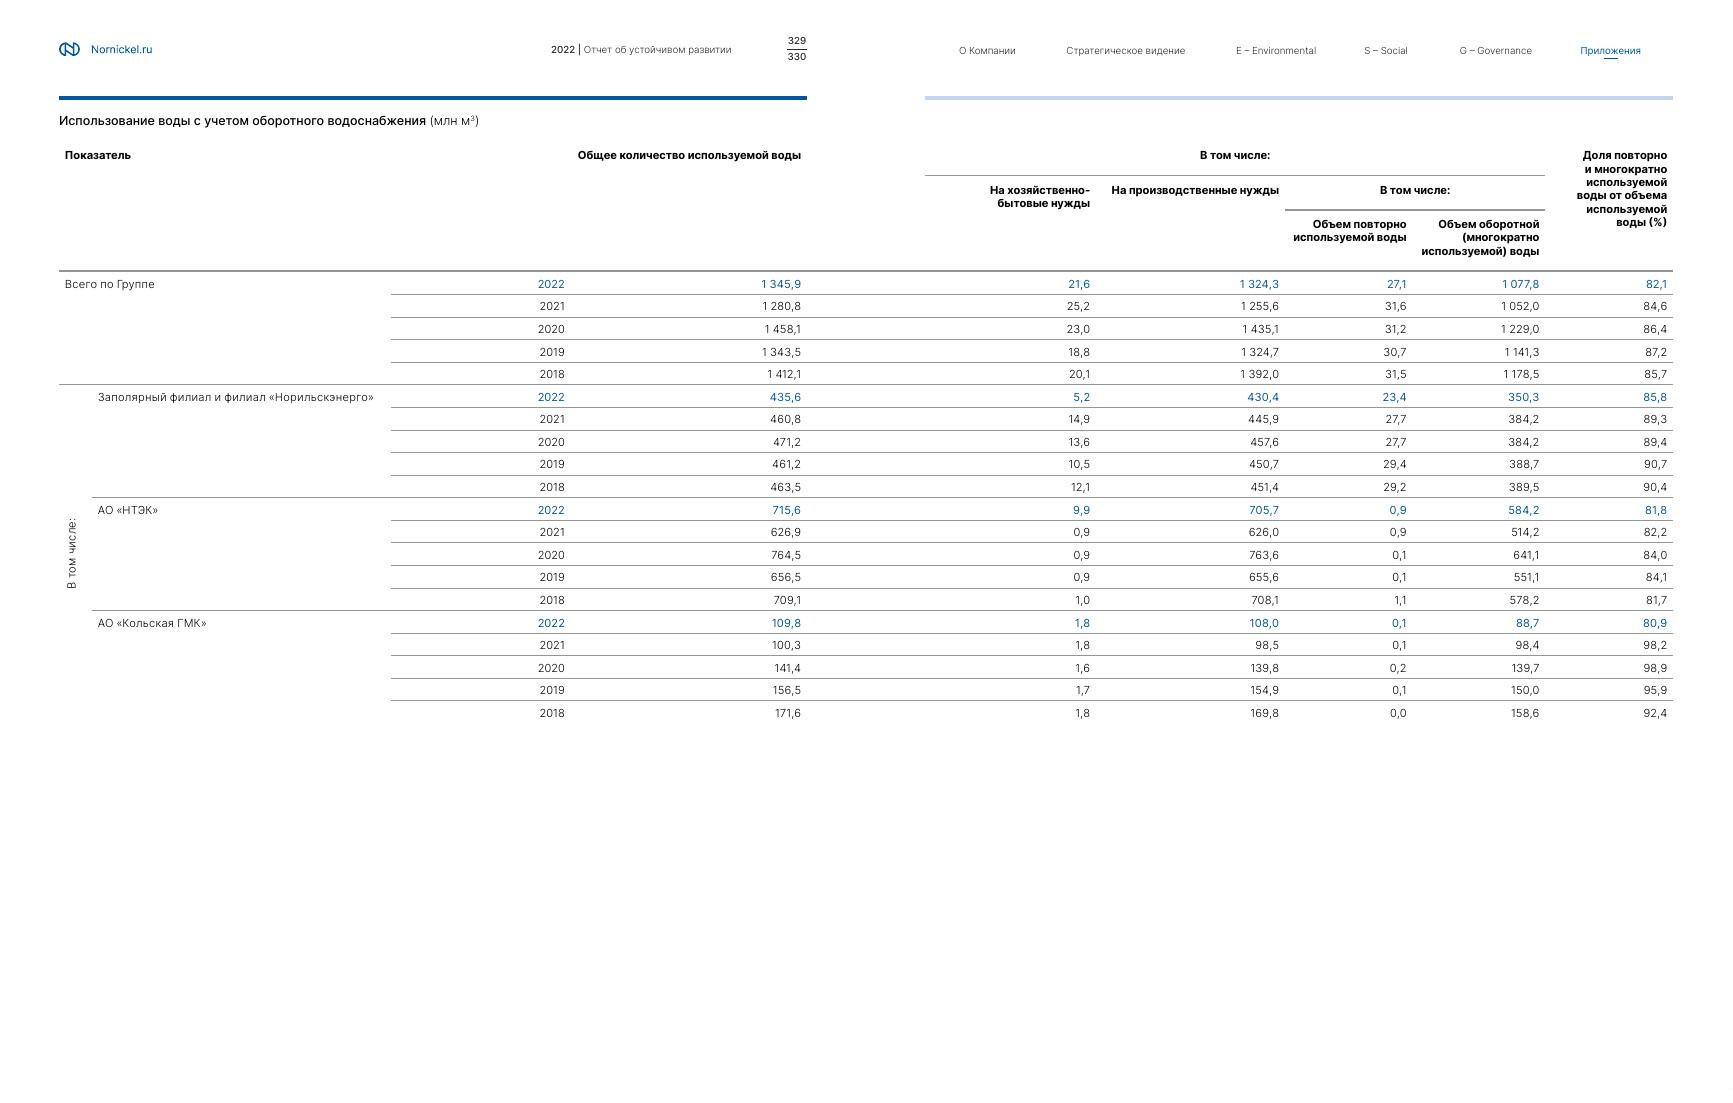 Nornickel.ru
2022 | Отчет об устойчивом развитии
329
330
О Компании Стратегическое видение E – Environmental S – Social G – Governance Приложения
Использование воды с учетом оборотного водоснабжения (млн м³)
Показатель Общее количество используемой воды В том числе: Доля повторно и многократно используемой воды от объема используемой воды (%)
На хозяйственно-бытовые нужды На производственные нужды В том числе:
Объем повторно используемой воды Объем оборотной (многократно используемой) воды
Всего по Группе 2022 1 345,9 21,6 1 324,3 27,1 1 077,8 82,1
2021 1 280,8 25,2 1 255,6 31,6 1 052,0 84,6
2020 1 458,1 23,0 1 435,1 31,2 1 229,0 86,4
2019 1 343,5 18,8 1 324,7 30,7 1 141,3 87,2
2018 1 412,1 20,1 1 392,0 31,5 1 178,5 85,7
В том числе:
Заполярный филиал и филиал «Норильскэнерго» 2022 435,6 5,2 430,4 23,4 350,3 85,8
2021 460,8 14,9 445,9 27,7 384,2 89,3
2020 471,2 13,6 457,6 27,7 384,2 89,4
2019 461,2 10,5 450,7 29,4 388,7 90,7
2018 463,5 12,1 451,4 29,2 389,5 90,4
АО «НТЭК» 2022 715,6 9,9 705,7 0,9 584,2 81,8
2021 626,9 0,9 626,0 0,9 514,2 82,2
2020 764,5 0,9 763,6 0,1 641,1 84,0
2019 656,5 0,9 655,6 0,1 551,1 84,1
2018 709,1 1,0 708,1 1,1 578,2 81,7
АО «Кольская ГМК» 2022 109,8 1,8 108,0 0,1 88,7 80,9
2021 100,3 1,8 98,5 0,1 98,4 98,2
2020 141,4 1,6 139,8 0,2 139,7 98,9
2019 156,5 1,7 154,9 0,1 150,0 95,9
2018 171,6 1,8 169,8 0,0 158,6 92,4